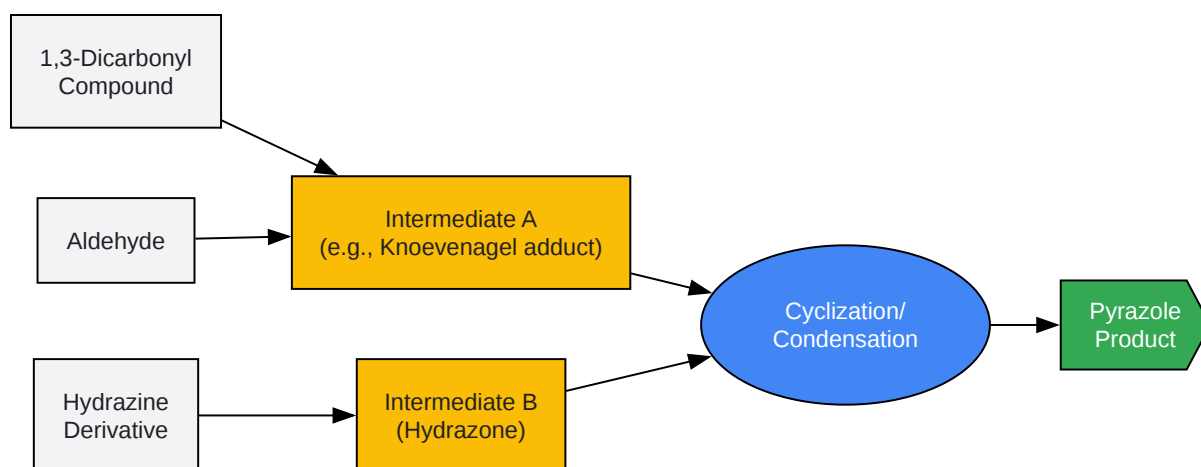 1,3-Dicarbonyl
Compound
Aldehyde
Intermediate A
(e.g., Knoevenagel adduct)
Hydrazine
Derivative
Intermediate B
(Hydrazone)
Cyclization/
Condensation
Pyrazole
Product